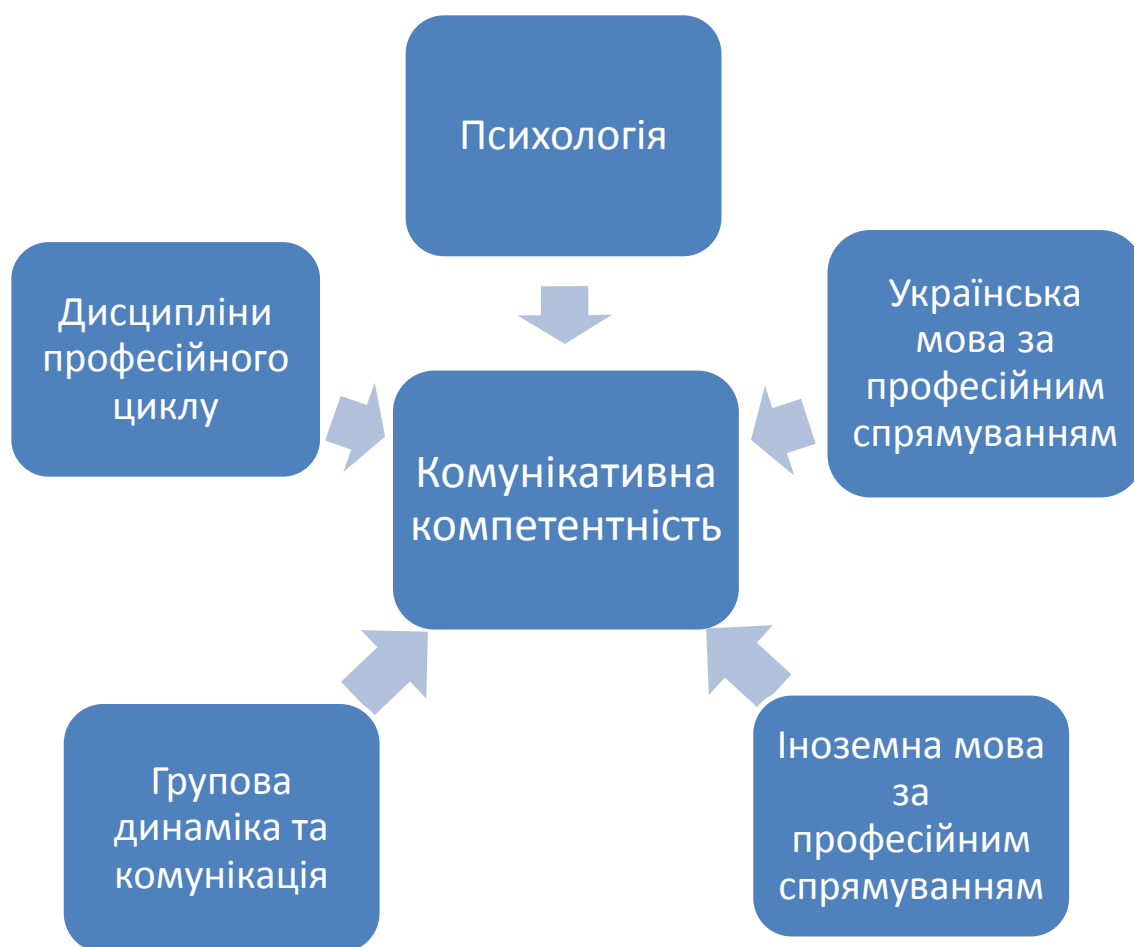 Психологія
Дисципліни
професійного
циклу
Українська
мова за
професійним
спрямуванням
Комунікативна
компетентність
Групова
динаміка та
комунікація
Іноземна мова
за
професійним
спрямуванням